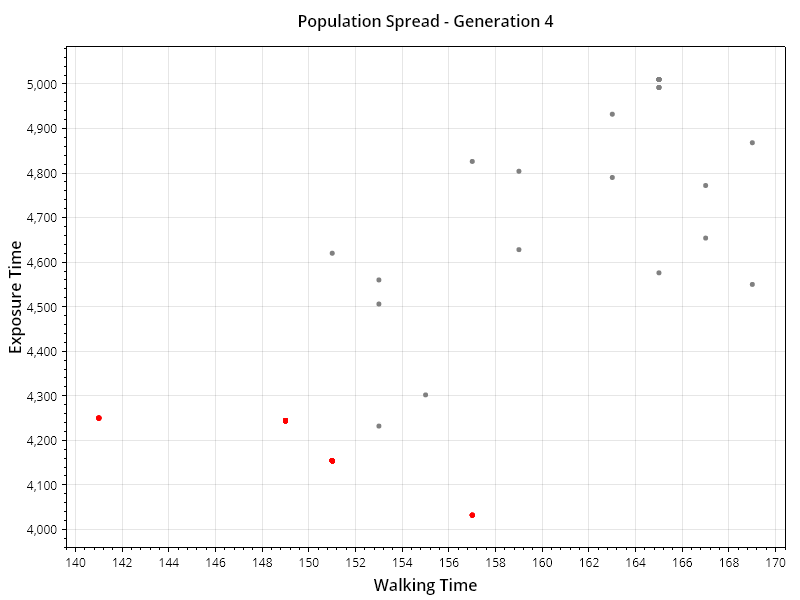 Population Spread - Generation 4
Exposure Time
5,000
4,900
4,800
4,700
4,600
4,500
4,400
4,300
4,200
4,100
4,000
140 142 144 146 148 150 152 154 156 158 160 162 164 166 168 170
Walking Time